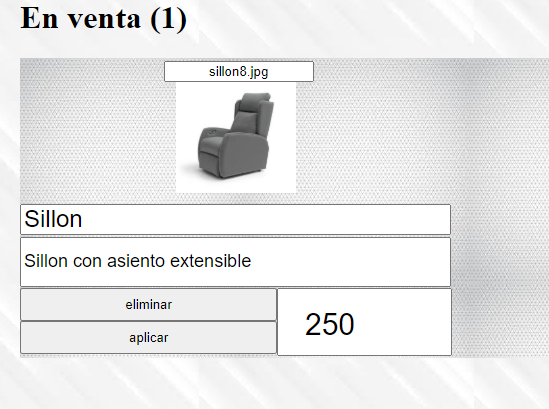 En venta (1)
sillon8.jpg
Sillon
Sillon con asiento extensible
eliminar
aplicar
250